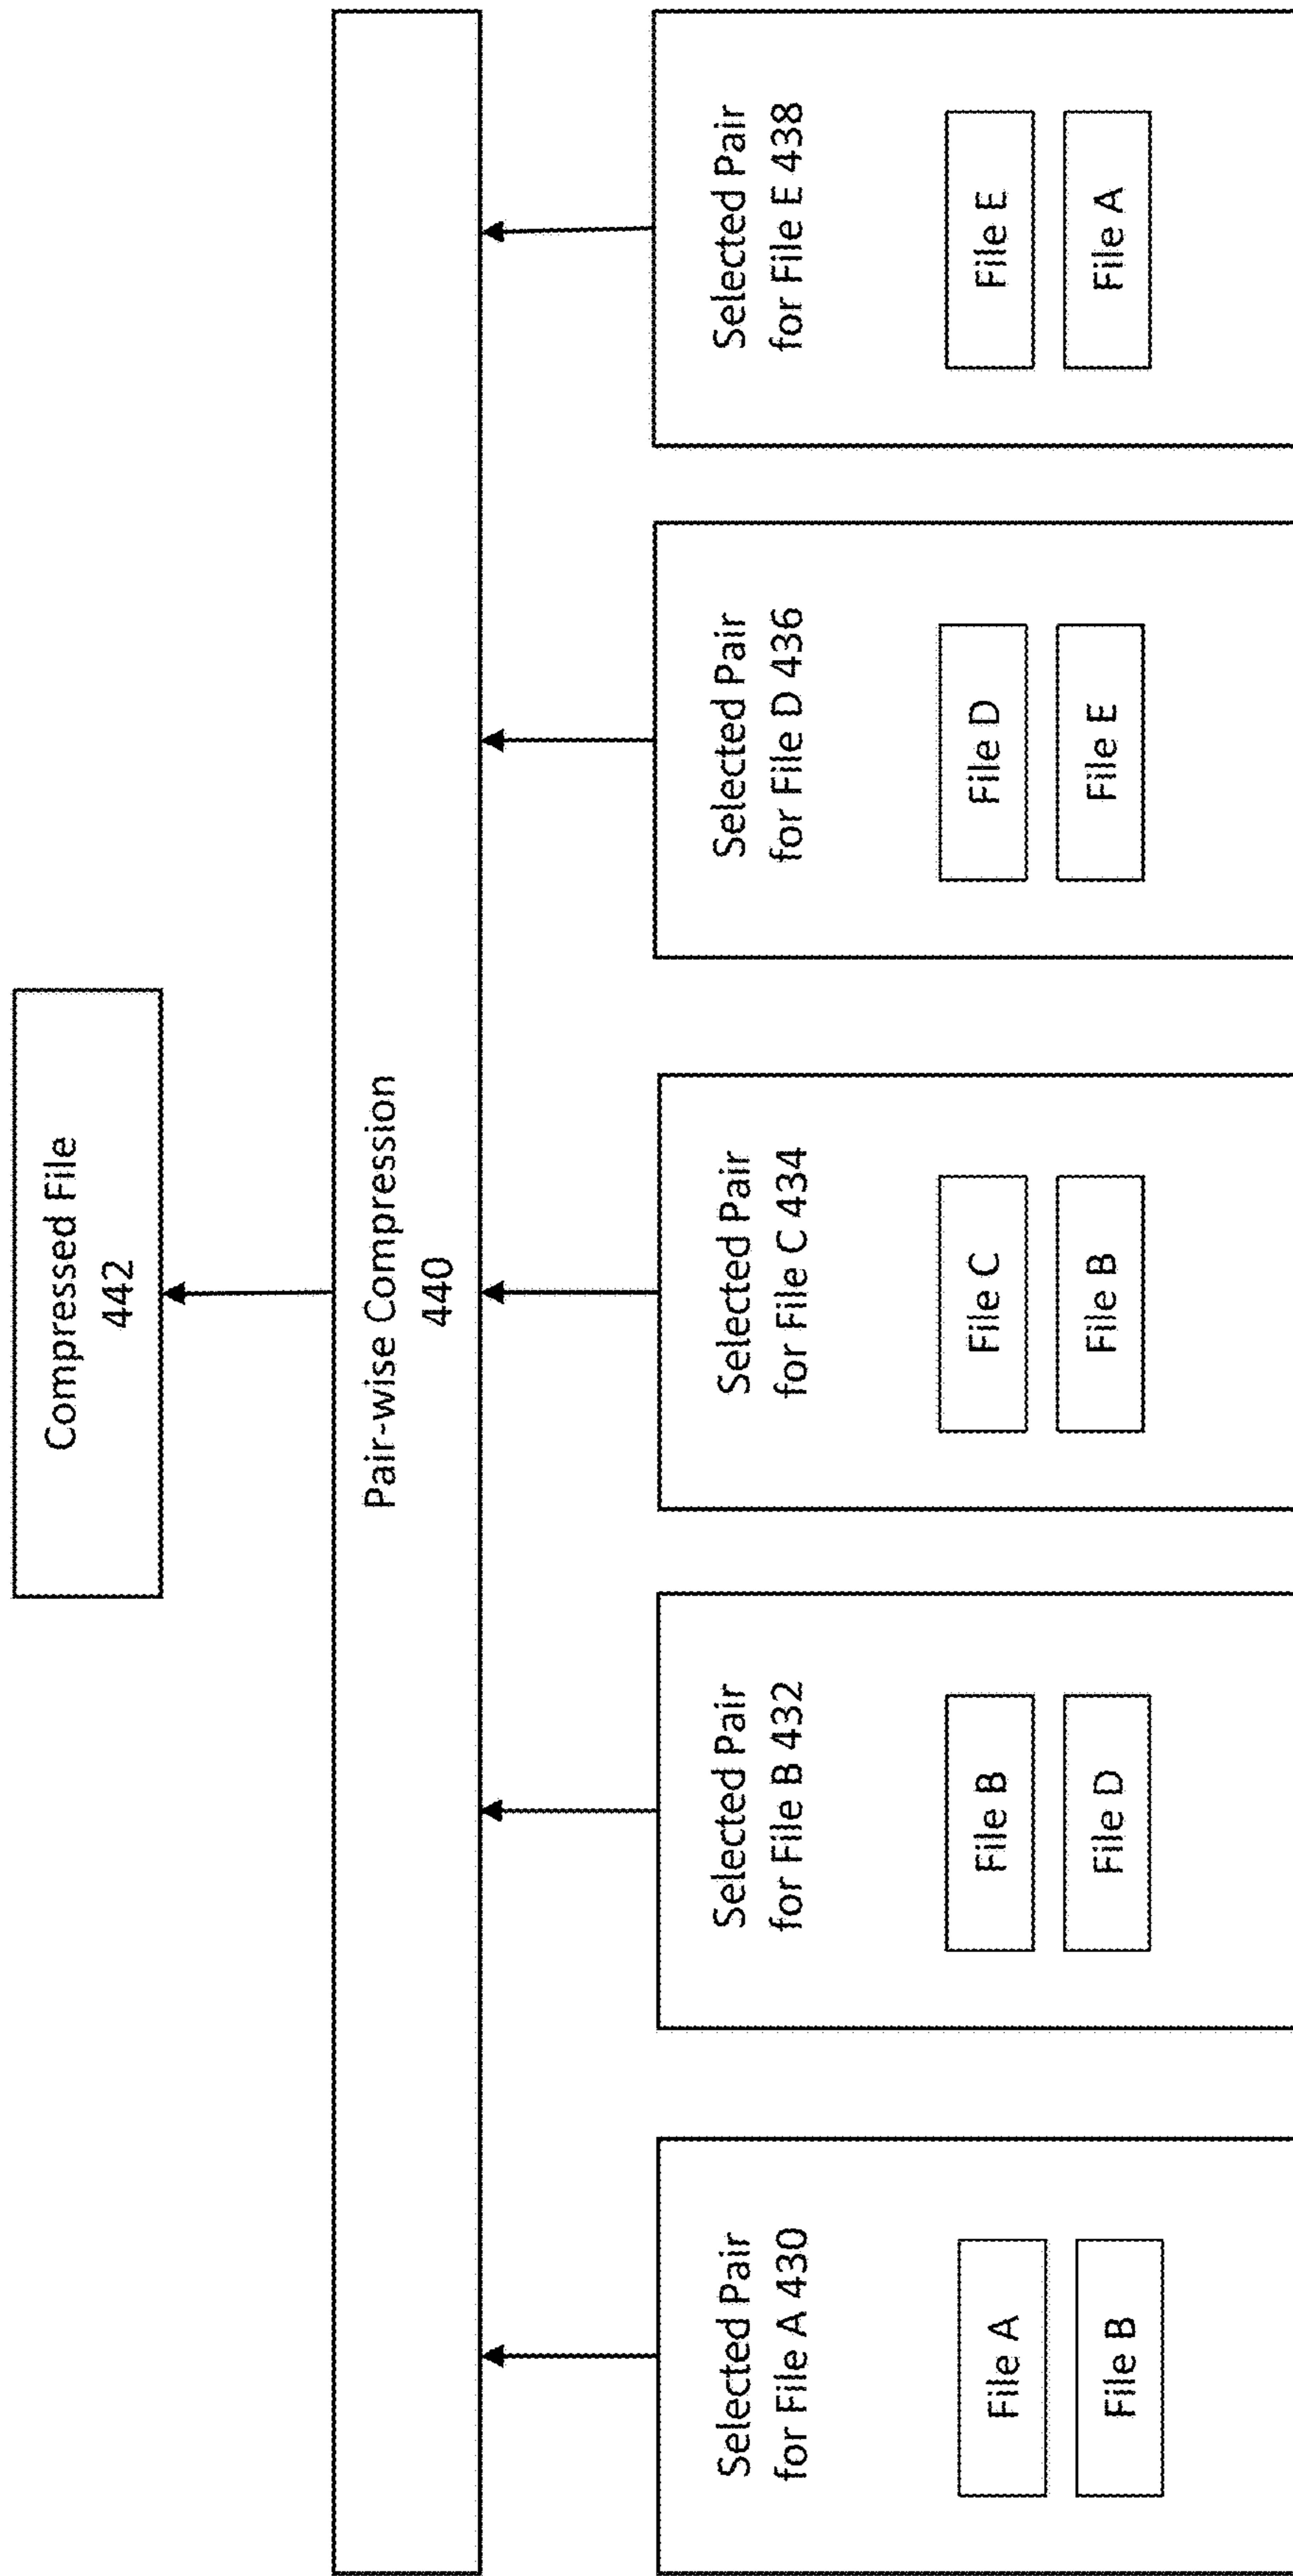 Compressed File
442
Pair-wise Compression
440
Selected Pair
for File A 430
File A
File B
Selected Pair
for File B 432
File B
File D
Selected Pair
for File C 434
File C
File B
Selected Pair
for File D 436
File D
File E
Selected Pair
for File E 438
File E
File A